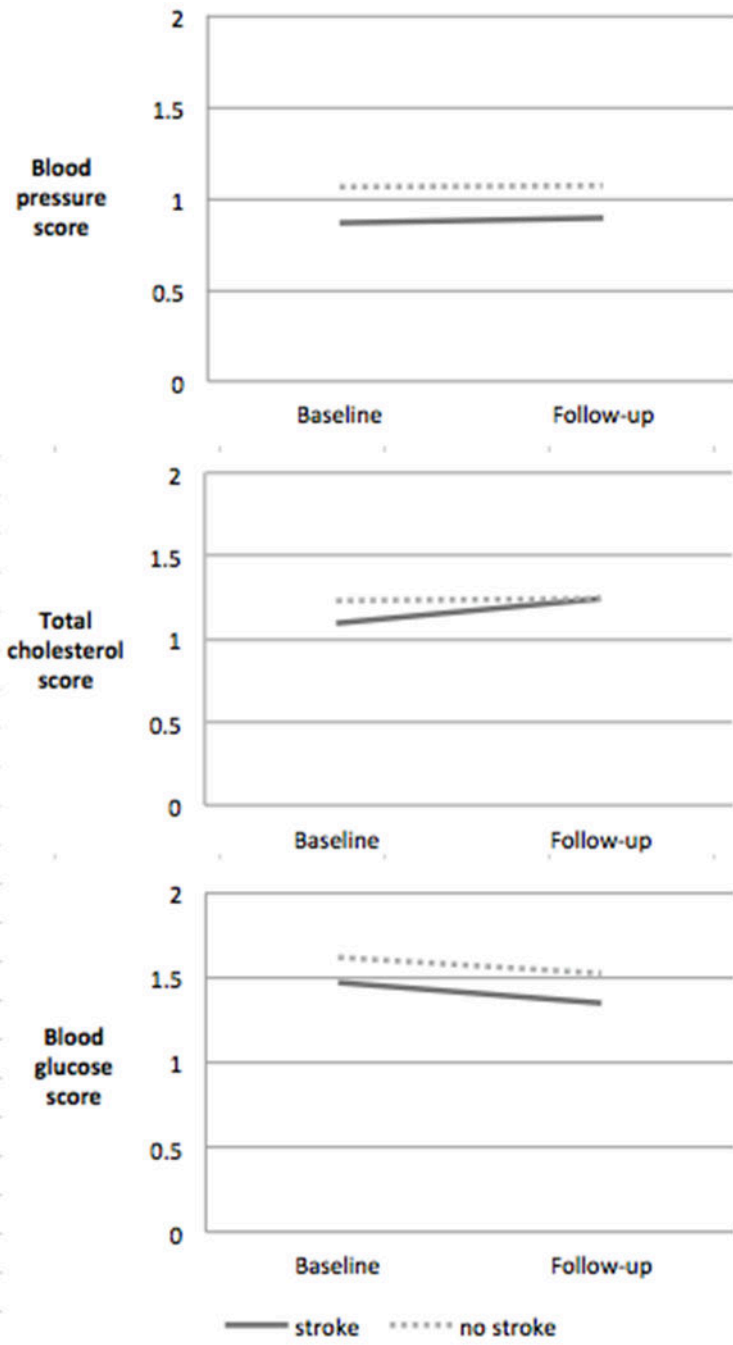 2
1.5
Blood
pressure
score
1
0.5
0
Baseline Follow-up
2
1.5
Total
cholesterol
score
1
0.5
0
Baseline Follow-up
2
1.5
Blood
glucose
score
1
0.5
0
Baseline Follow-up
stroke no stroke